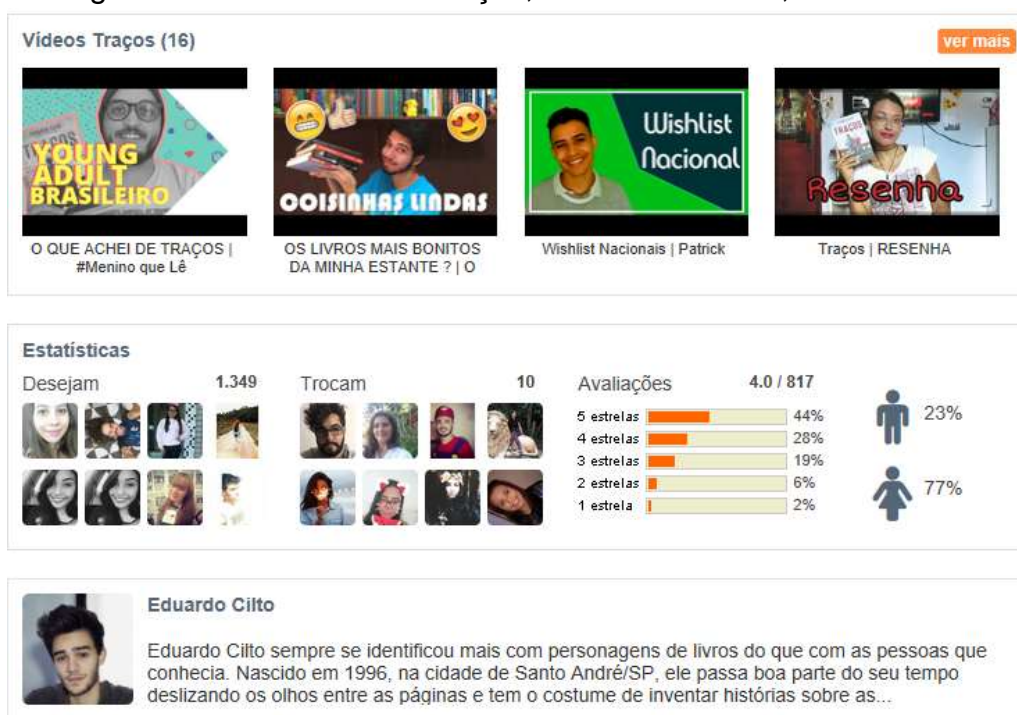 Vídeos Traços (16)
ver mais
YOUNG
ADULT
BRASILEIRO
COISINHAS LINDAS
Wishlist
Nacional
TRAÇOS
Resenha
O QUE ACHEI DE TRAÇOS |
#Menino que Lê
OS LIVROS MAIS BONITOS
DA MINHA ESTANTE ? | O
Wishlist Nacionais | Patrick
Traços | RESENHA
Estatísticas
Desejam 1.349
Trocam 10
Avaliações 4.0 / 817
5 estrelas 44%
4 estrelas 28%
3 estrelas 19%
2 estrelas 6%
1 estrela 2%
23%
77%
Eduardo Cilto
Eduardo Cilto sempre se identificou mais com personagens de livros do que com as pessoas que
conhecia. Nascido em 1996, na cidade de Santo André/SP, ele passa boa parte do seu tempo
deslizando os olhos entre as páginas e tem o costume de inventar histórias sobre as...